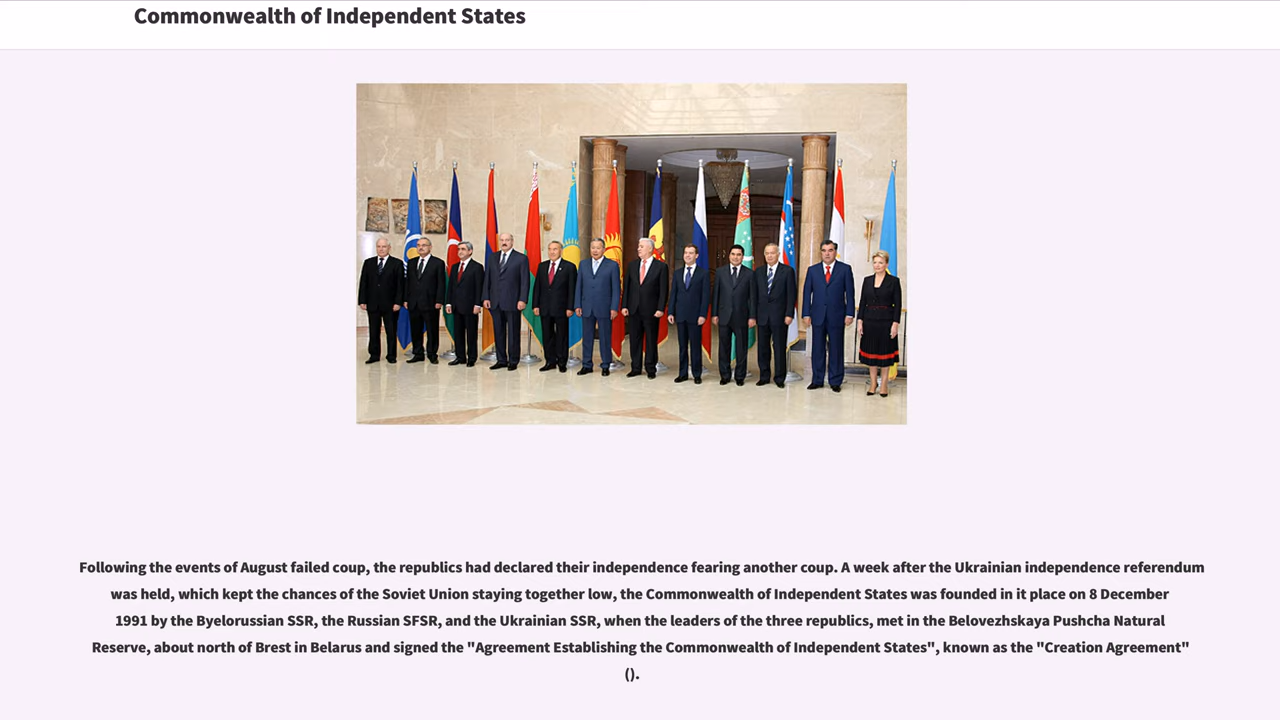 Commonwealth of Independent States
Following the events of August failed coup, the republics had declared their independence fearing another coup. A week after the Ukrainian independence referendum
was held, which kept the chances of the Soviet Union staying together low, the Commonwealth of Independent States was founded in it place on 8 December
1991 by the Byelorussian SSR, the Russian SFSR, and the Ukrainian SSR, when the leaders of the three republics, met in the Belovezhskaya Pushcha Natural
Reserve, about north of Brest in Belarus and signed the "Agreement Establishing the Commonwealth of Independent States", known as the "Creation Agreement"
().